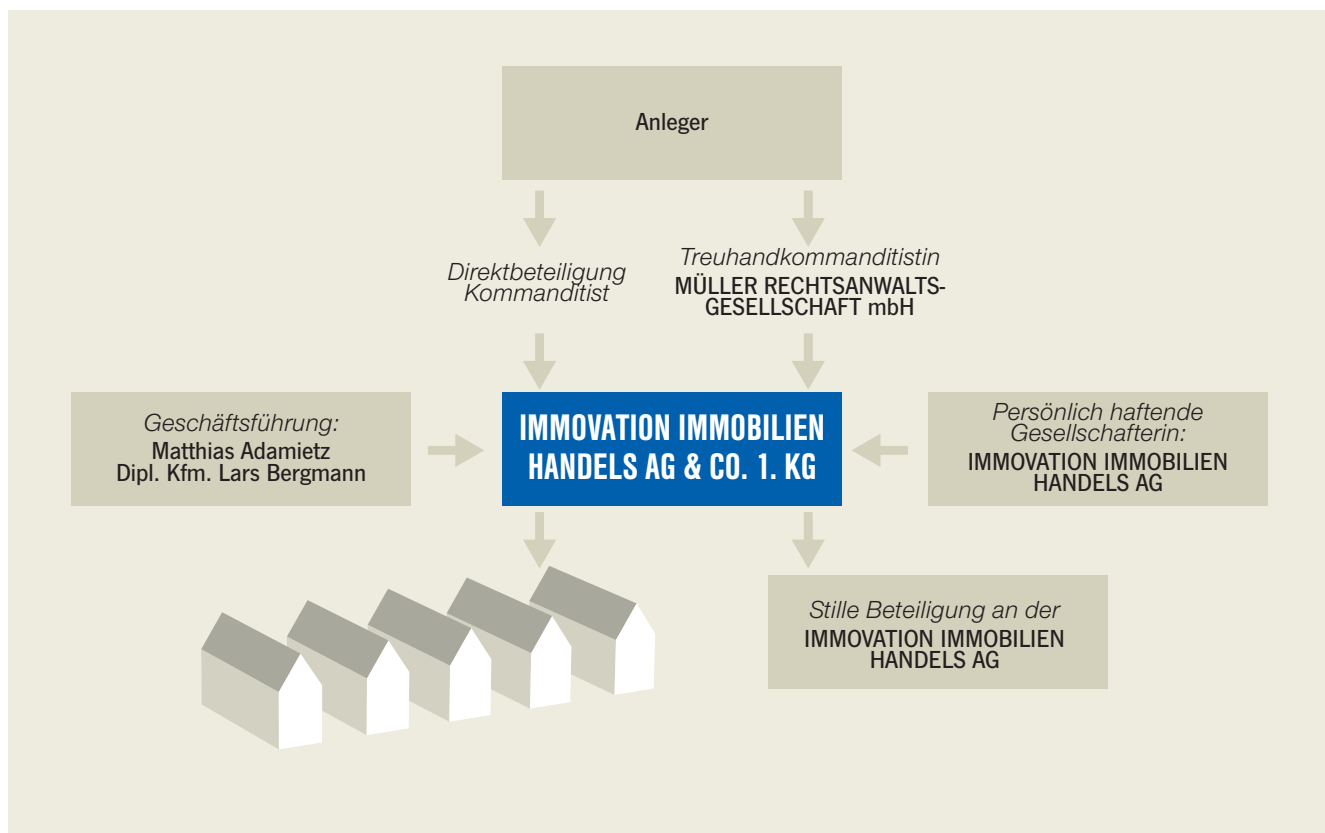 Anleger
Direktbeteiligung
Kommanditist
Treuhandkommanditistin
MÜLLER RECHTSANWALTS-
GESELLSCHAFT mbH
Geschäftsführung:
Matthias Adamietz
Dipl. Kfm. Lars Bergmann
IMMOVATION IMMOBILIEN
HANDELS AG & CO. 1. KG
Persönlich haftende
Gesellschafterin:
IMMOVATION IMMOBILIEN
HANDELS AG
Stille Beteiligung an der
IMMOVATION IMMOBILIEN
HANDELS AG